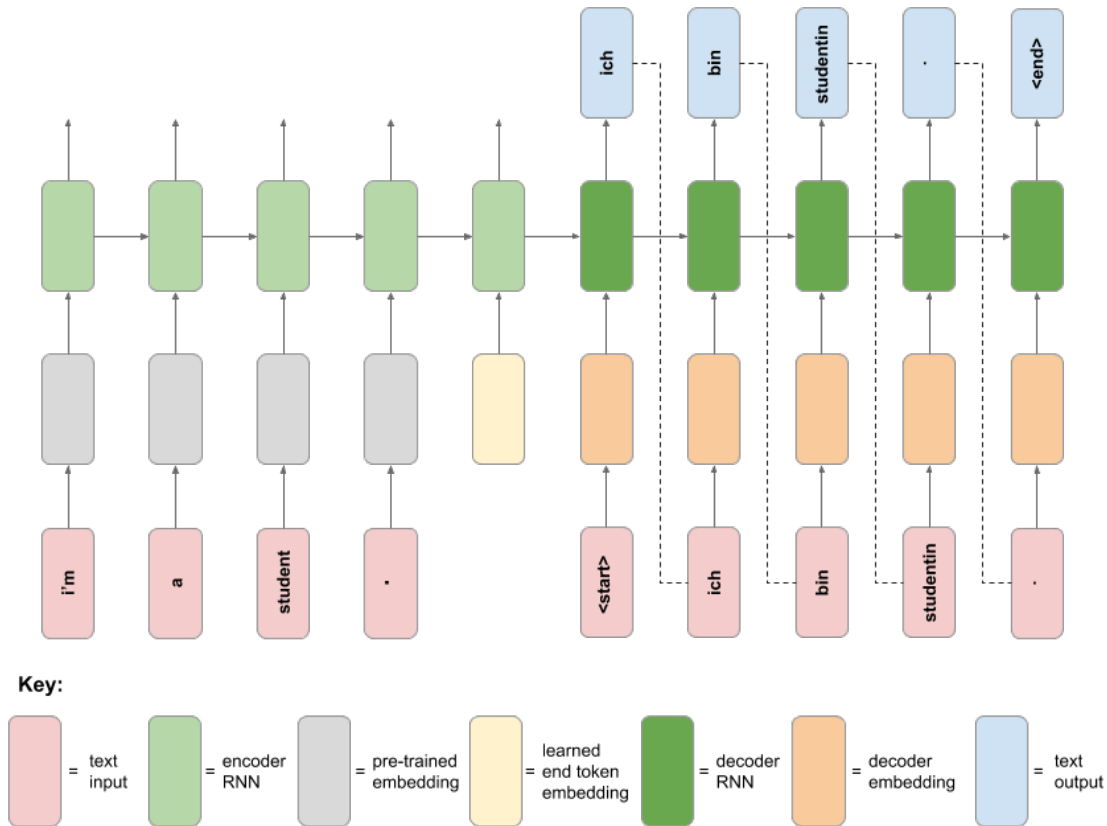 ich
bin
studentin
.
<end>
i'm
a
student
.
<start>
ich
bin
studentin
.
Key:
= text
input
= encoder
RNN
= pre-trained
embedding
= learned
end token
embedding
= decoder
RNN
= decoder
embedding
= text
output